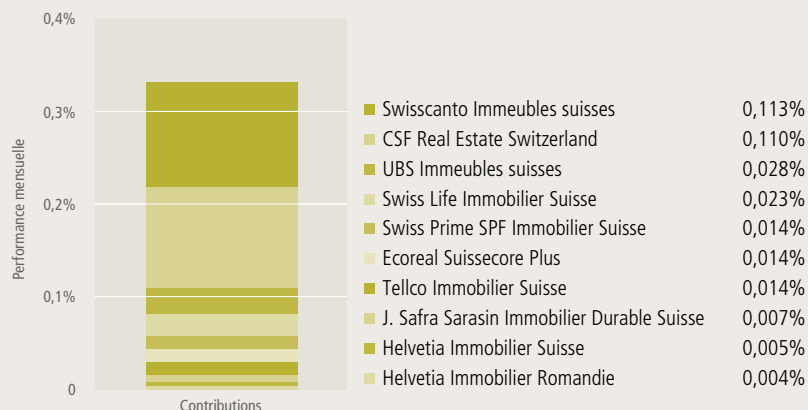 0,4%
0,3%
0,2%
0,1%
0
Performance mensuelle
Contributions
Swisscanto Immeubles suisses 0,113%
CSF Real Estate Switzerland 0,110%
UBS Immeubles suisses 0,028%
Swiss Life Immobilier Suisse 0,023%
Swiss Prime SPF Immobilier Suisse 0,014%
Ecoreal Suissecore Plus 0,014%
Tellco Immobilier Suisse 0,014%
J. Safra Sarasin Immobilier Durable Suisse 0,007%
Helvetia Immobilier Suisse 0,005%
Helvetia Immobilier Romandie 0,004%